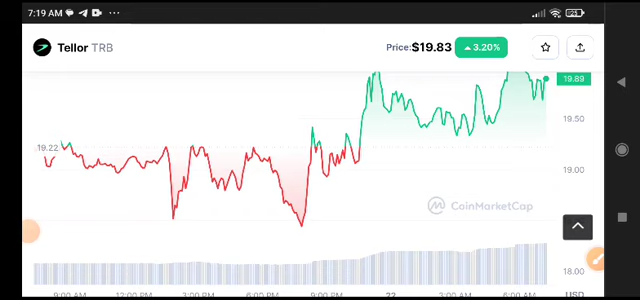 7:19 AM
23
Tellor TRB
Price: $19.83 ▲ 3.20%
19.89
19.50
19.22
19.00
CoinMarketCap
18.00
9:00 AM 12:00 PM 3:00 PM 6:00 PM 9:00 PM 22 3:00 AM 6:00 AM USD